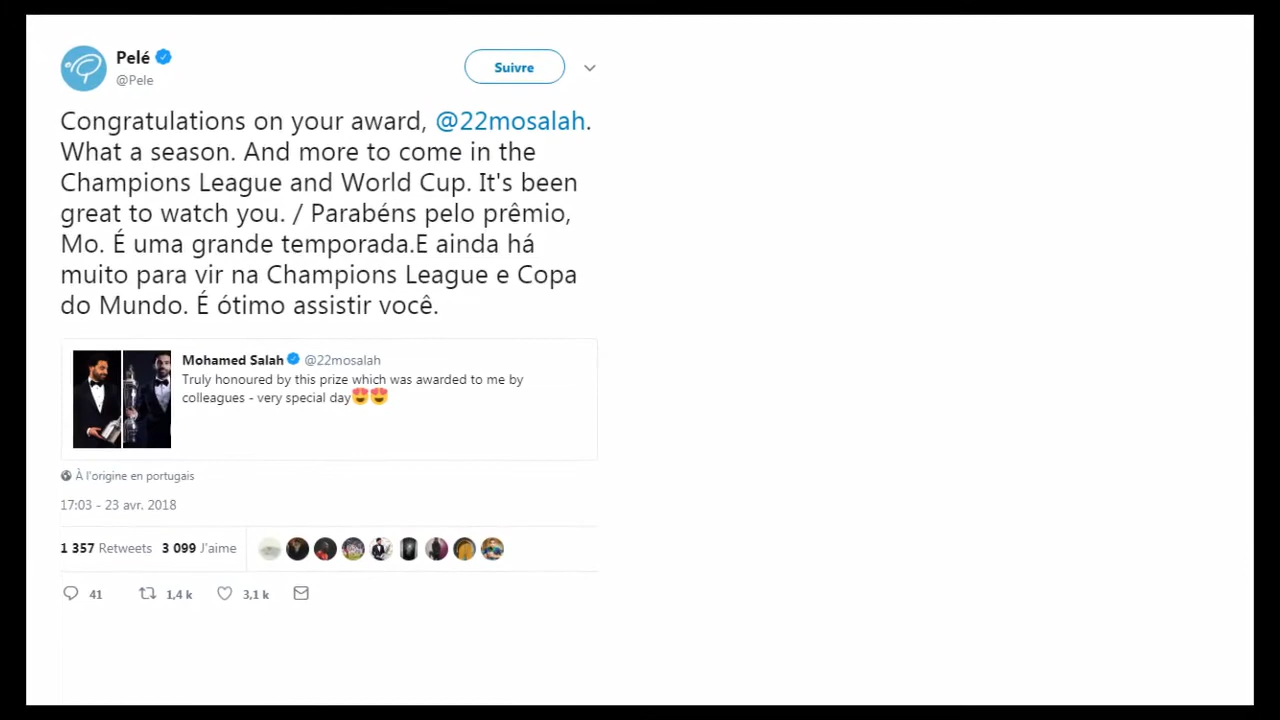 Pelé
@Pele
Suivre
Congratulations on your award, @22mosalah.
What a season. And more to come in the
Champions League and World Cup. It's been
great to watch you. / Parabéns pelo prêmio,
Mo. É uma grande temporada.E ainda há
muito para vir na Champions League e Copa
do Mundo. É ótimo assistir você.
Mohamed Salah @22mosalah
Truly honoured by this prize which was awarded to me by
colleagues - very special day😍😍
À l'origine en portugais
17:03 - 23 avr. 2018
1 357 Retweets 3 099 J'aime
41 1,4 k 3,1 k